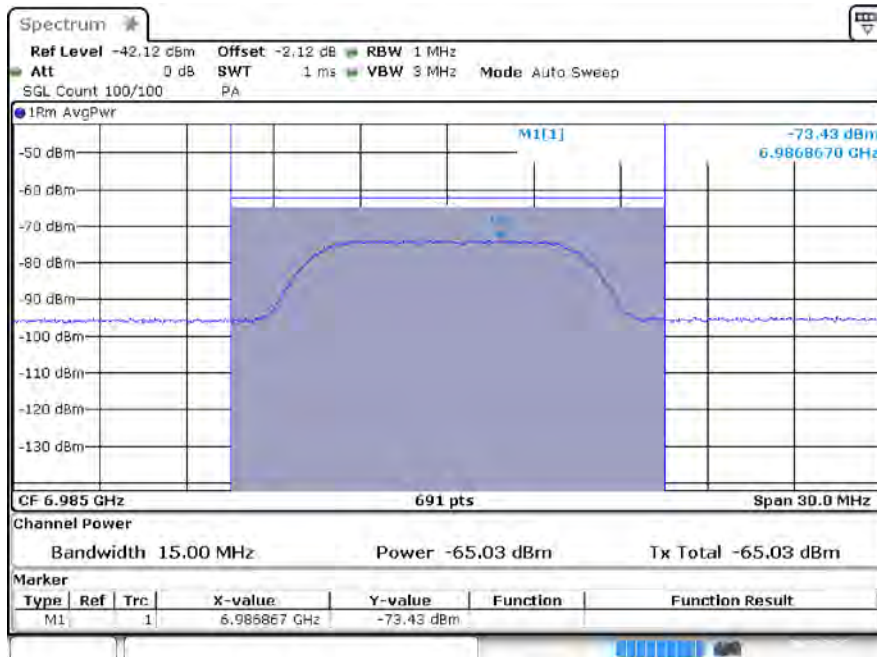 Spectrum
Ref Level -42.12 dBm Offset -2.12 dB RBW 1 MHz
Att 0 dB SWT 1 ms VBW 3 MHz Mode Auto Sweep
SGL Count 100/100 PA
1Rm AvgPwr
M1[1] -73.43 dBm
6.9868670 GHz
-50 dBm
-60 dBm
-70 dBm
-80 dBm
-90 dBm
-100 dBm
-110 dBm
-120 dBm
-130 dBm
CF 6.985 GHz 691 pts Span 30.0 MHz
Channel Power
Bandwidth 15.00 MHz Power -65.03 dBm Tx Total -65.03 dBm
Marker
Type Ref Trc X-value Y-value Function Function Result
M1 1 6.986867 GHz -73.43 dBm